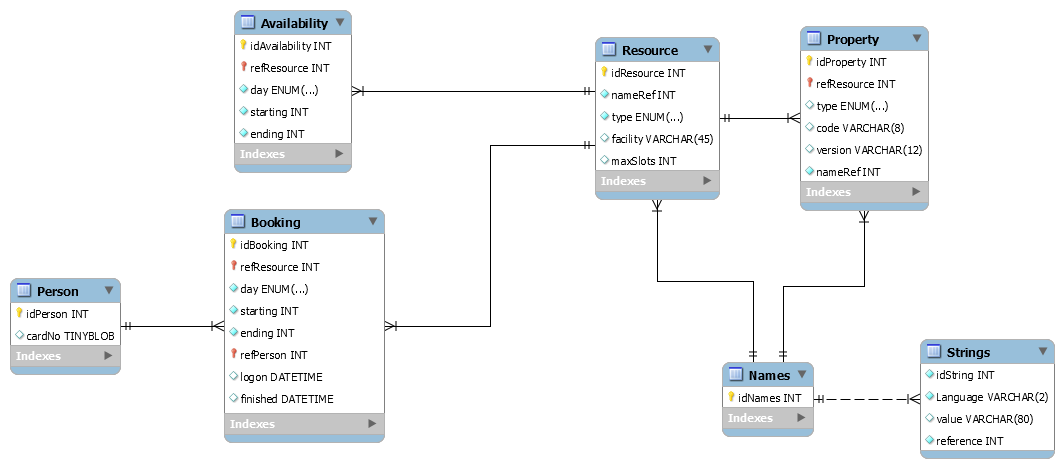 Availability
idAvailability INT
refResource INT
day ENUM(...)
starting INT
ending INT
Indexes
Resource
idResource INT
nameRef INT
type ENUM(...)
facility VARCHAR(45)
maxSlots INT
Indexes
Property
idProperty INT
refResource INT
type ENUM(...)
code VARCHAR(8)
version VARCHAR(12)
nameRef INT
Indexes
Booking
idBooking INT
refResource INT
day ENUM(...)
starting INT
ending INT
refPerson INT
logon DATETIME
finished DATETIME
Indexes
Person
idPerson INT
cardNo TINYBLOB
Indexes
Names
idNames INT
Indexes
Strings
idString INT
Language VARCHAR(2)
value VARCHAR(80)
reference INT